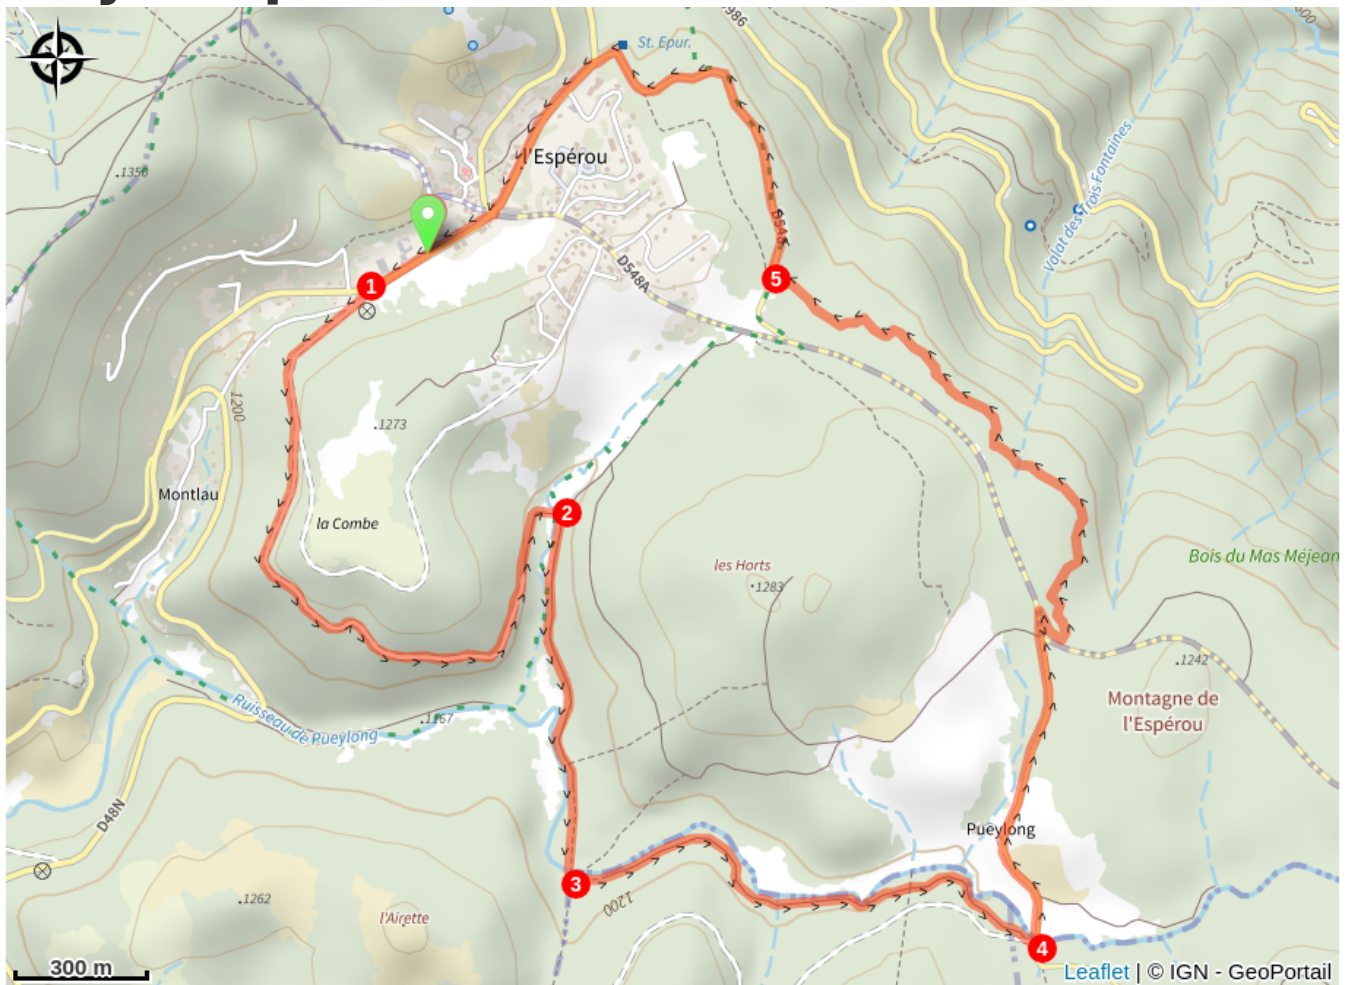 986
000
St. Epur.
l'Espérou
.1350
Valat des Trois Fontaines
D548
D548A
1
5
1200
.1273
Montlau
la Combe
2
les Horts
.1283
Bois du Mas Méjean
.1242
Montagne de
l'Espérou
Ruisseau de Pueylong
.1167
D48N
Pueylong
3
1200
.1262
l'Airette
4
300 m
Leaflet | © IGN - GeoPortail